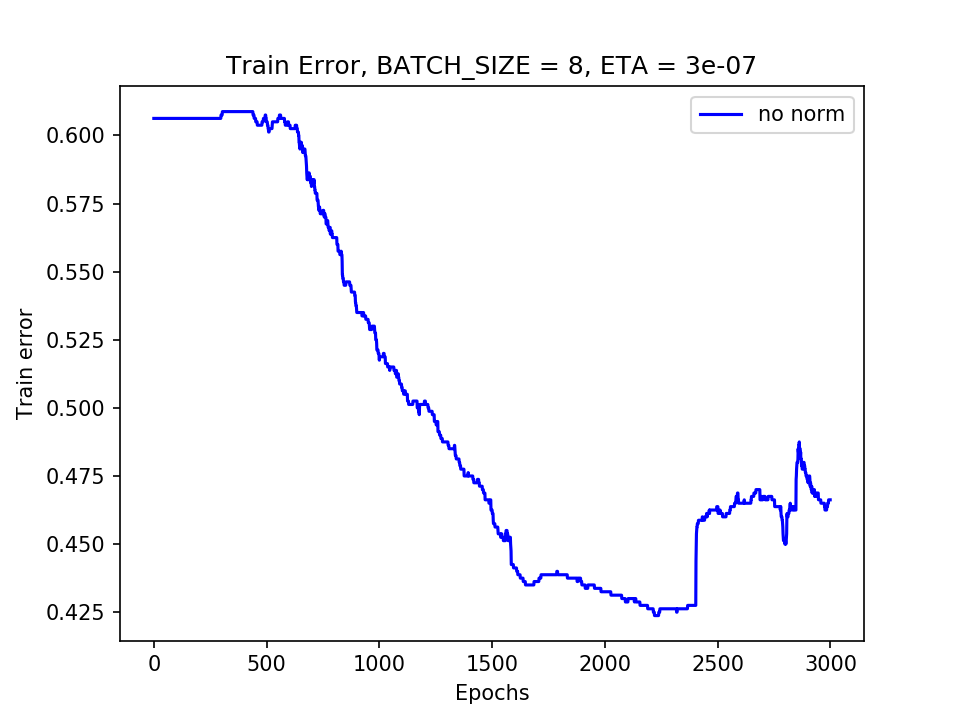 Train Error, BATCH_SIZE = 8, ETA = 3e-07
no norm
0.600
0.575
0.550
0.525
0.500
0.475
0.450
0.425
Train error
0 500 1000 1500 2000 2500 3000
Epochs